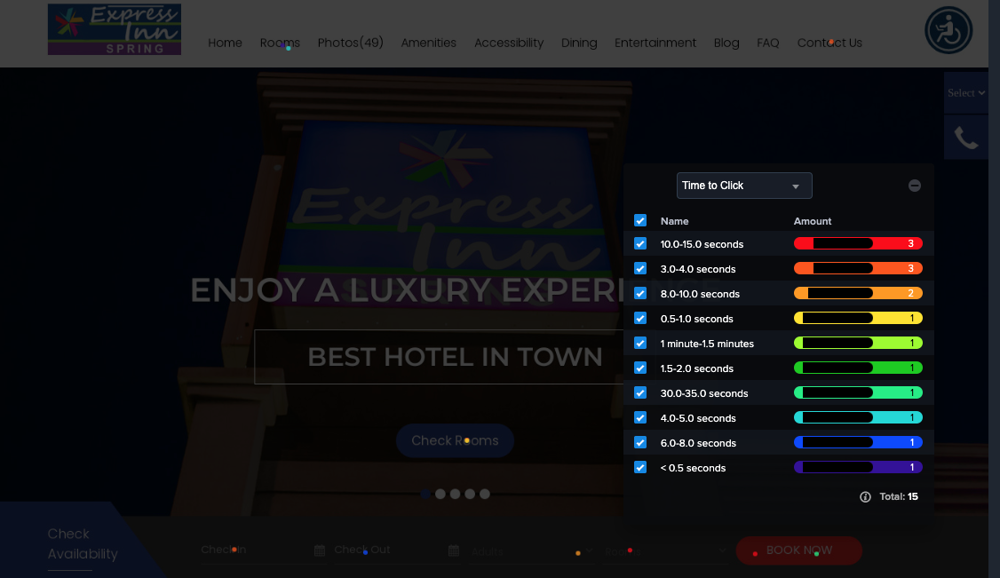 Express
Inn
SPRING
Home Rooms Photos(49) Amenities Accessibility Dining Entertainment Blog FAQ Contact Us
Select
Express
Inn
ENJOY A LUXURY EXPERI
BEST HOTEL IN TOWN
Check Rooms
Time to Click
Name Amount
10.0-15.0 seconds 3
3.0-4.0 seconds 3
8.0-10.0 seconds 2
0.5-1.0 seconds 1
1 minute-1.5 minutes 1
1.5-2.0 seconds 1
30.0-35.0 seconds 1
4.0-5.0 seconds 1
6.0-8.0 seconds 1
< 0.5 seconds 1
Total: 15
Check
Availability
Check In Check Out Adults Rooms BOOK NOW